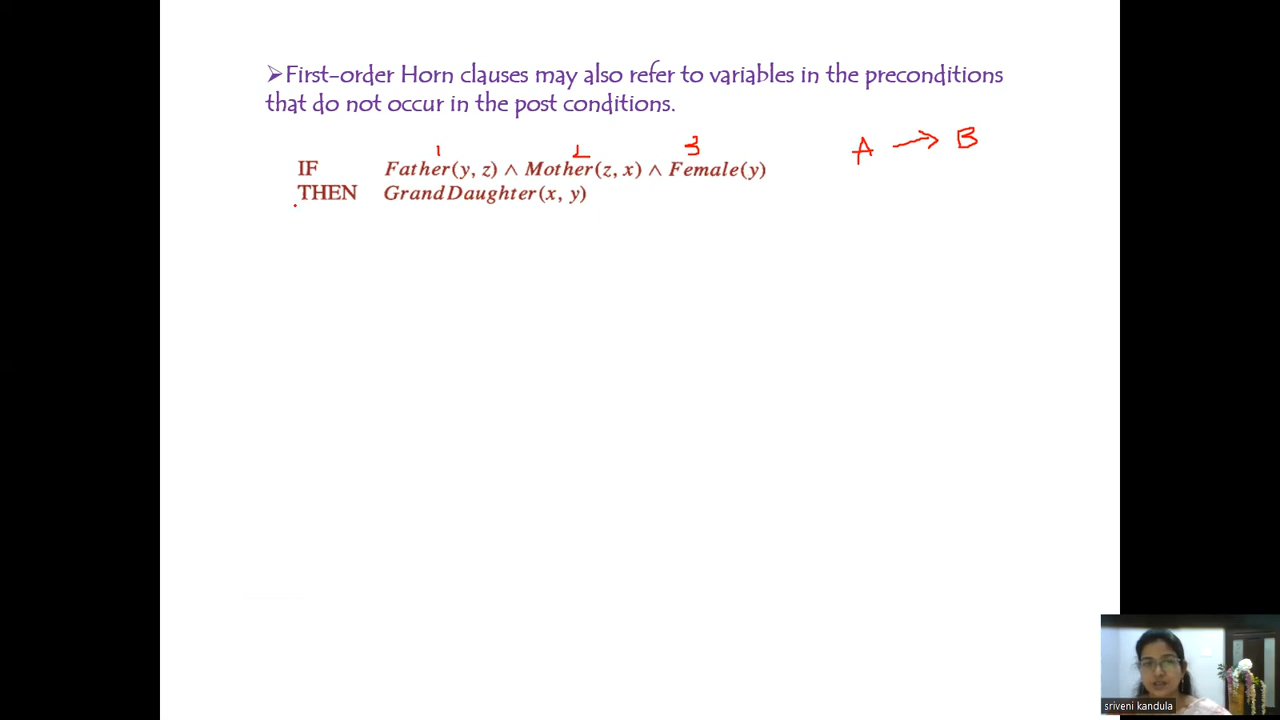 ➢First-order Horn clauses may also refer to variables in the preconditions
that do not occur in the post conditions.
A → B
1 2 3
IF Father(y, z) ∧ Mother(z, x) ∧ Female(y)
THEN GrandDaughter(x, y)
sriveni kandula